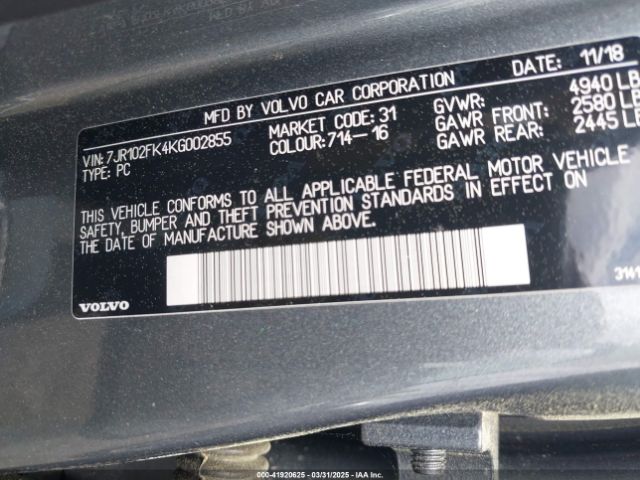 DATE: 11/18
MFD BY VOLVO CAR CORPORATION
GVWR: 4940 LB
MARKET CODE: 31 GAWR FRONT: 2580 LB
VIN: 7JR102FK4KG002855 COLOUR: 714-16 GAWR REAR: 2445 LB
TYPE: PC
THIS VEHICLE CONFORMS TO ALL APPLICABLE FEDERAL MOTOR VEHICLE
SAFETY, BUMPER AND THEFT PREVENTION STANDARDS IN EFFECT ON
THE DATE OF MANUFACTURE SHOWN ABOVE.
VOLVO
3141
000-41920625 - 03/31/2025 - IAAI.COM